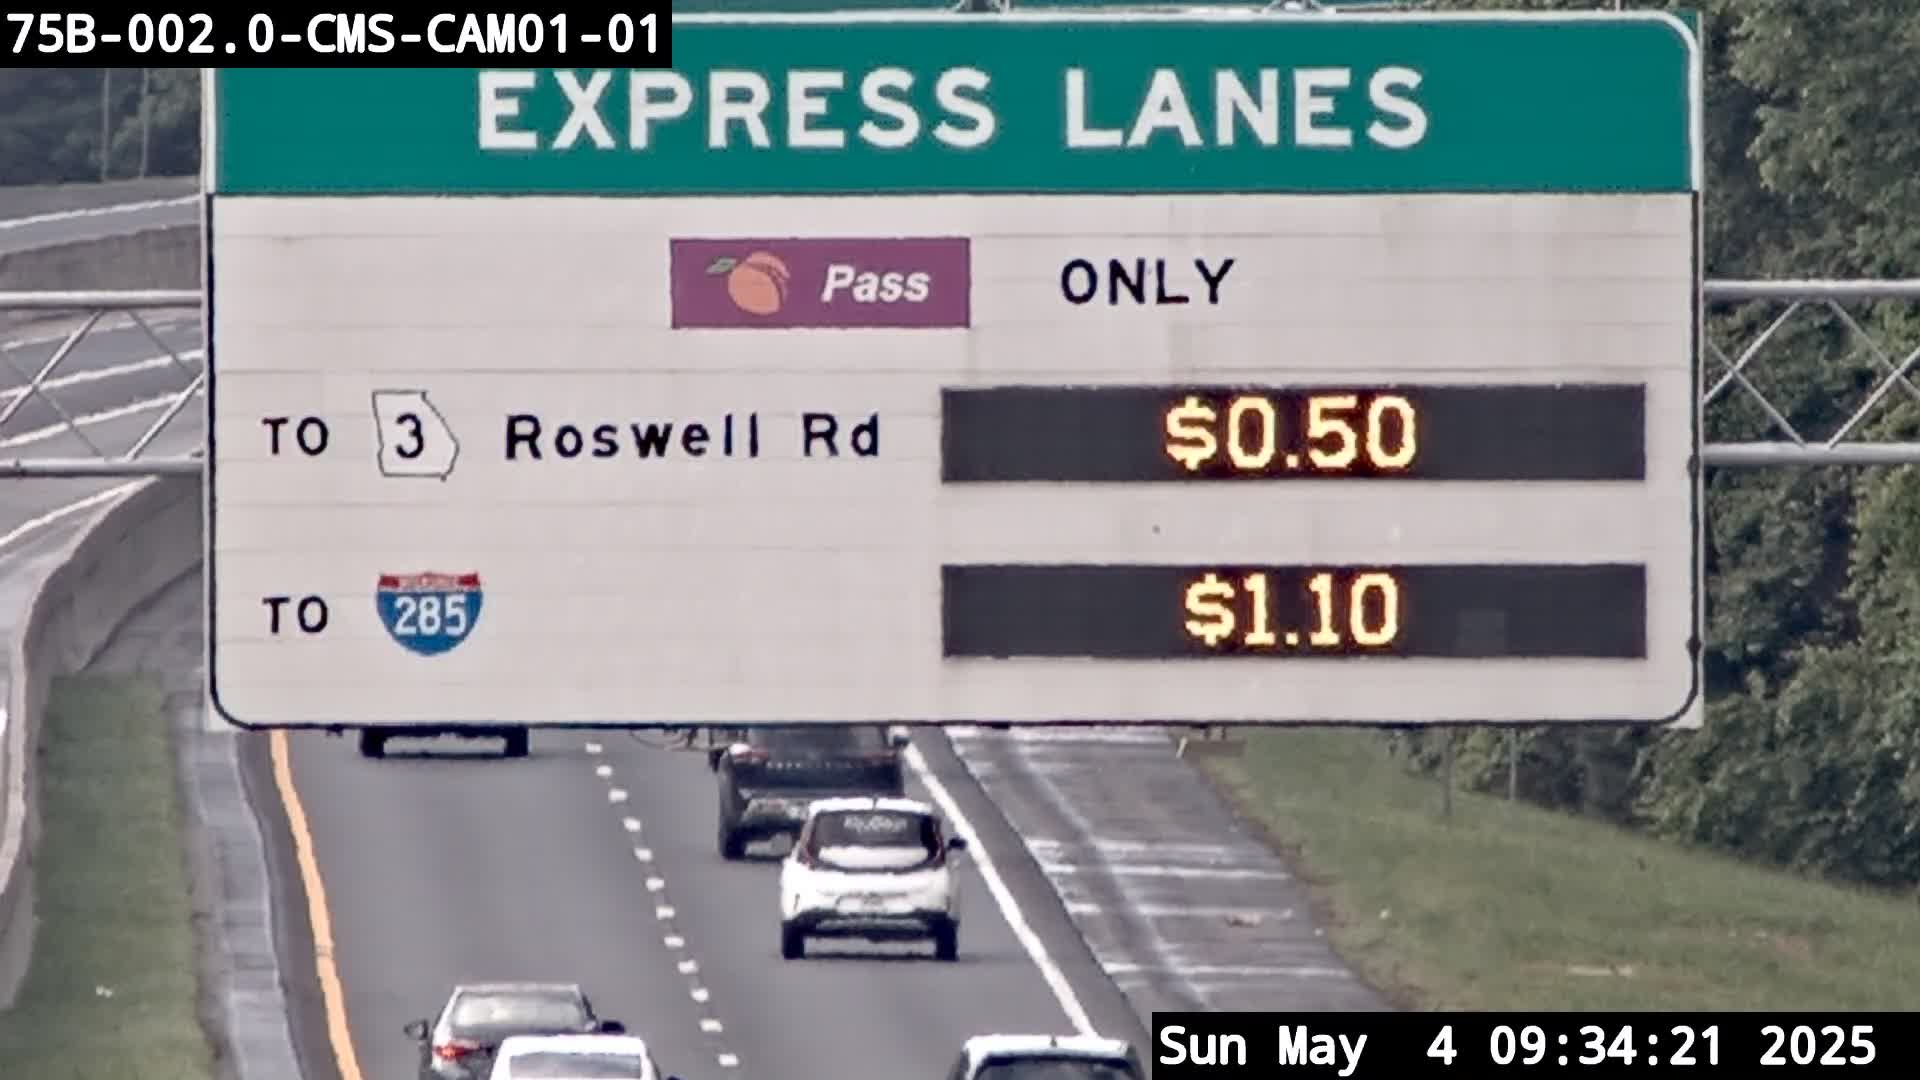 75B-002.0-CMS-CAM01-01
EXPRESS LANES
Pass ONLY
TO 3 Roswell Rd $0.50
TO 285 $1.10
Sun May 4 09:34:21 2025